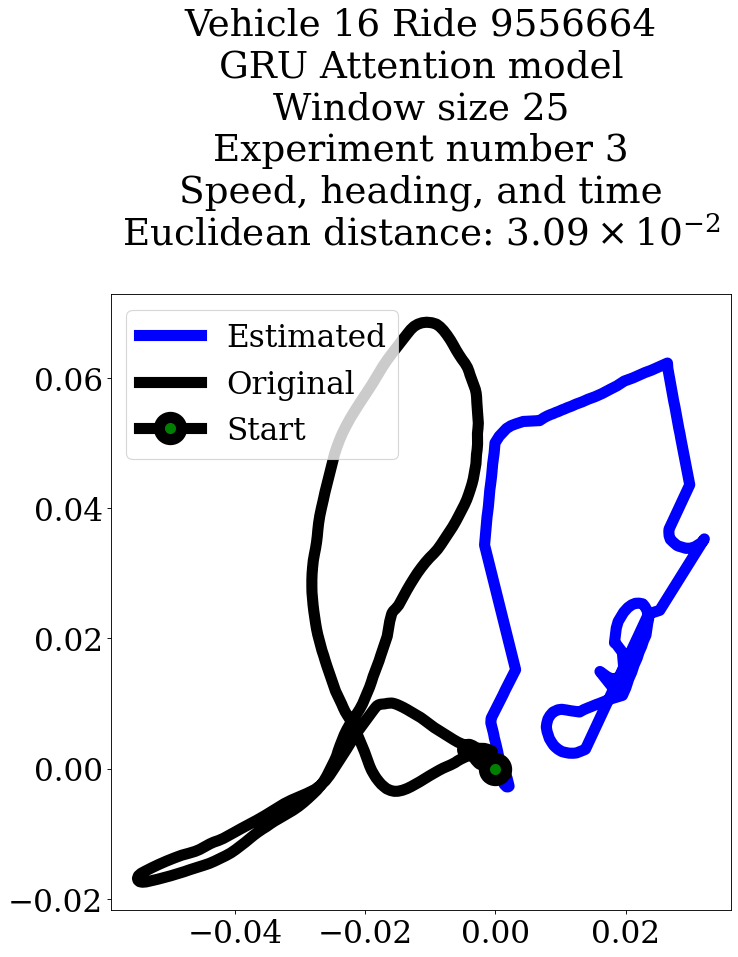 Vehicle 16 Ride 9556664
GRU Attention model
Window size 25
Experiment number 3
Speed, heading, and time
Euclidean distance: 3.09 × 10⁻²
Estimated
Original
Start
0.06
0.04
0.02
0.00
−0.02
−0.04
−0.02
0.00
0.02